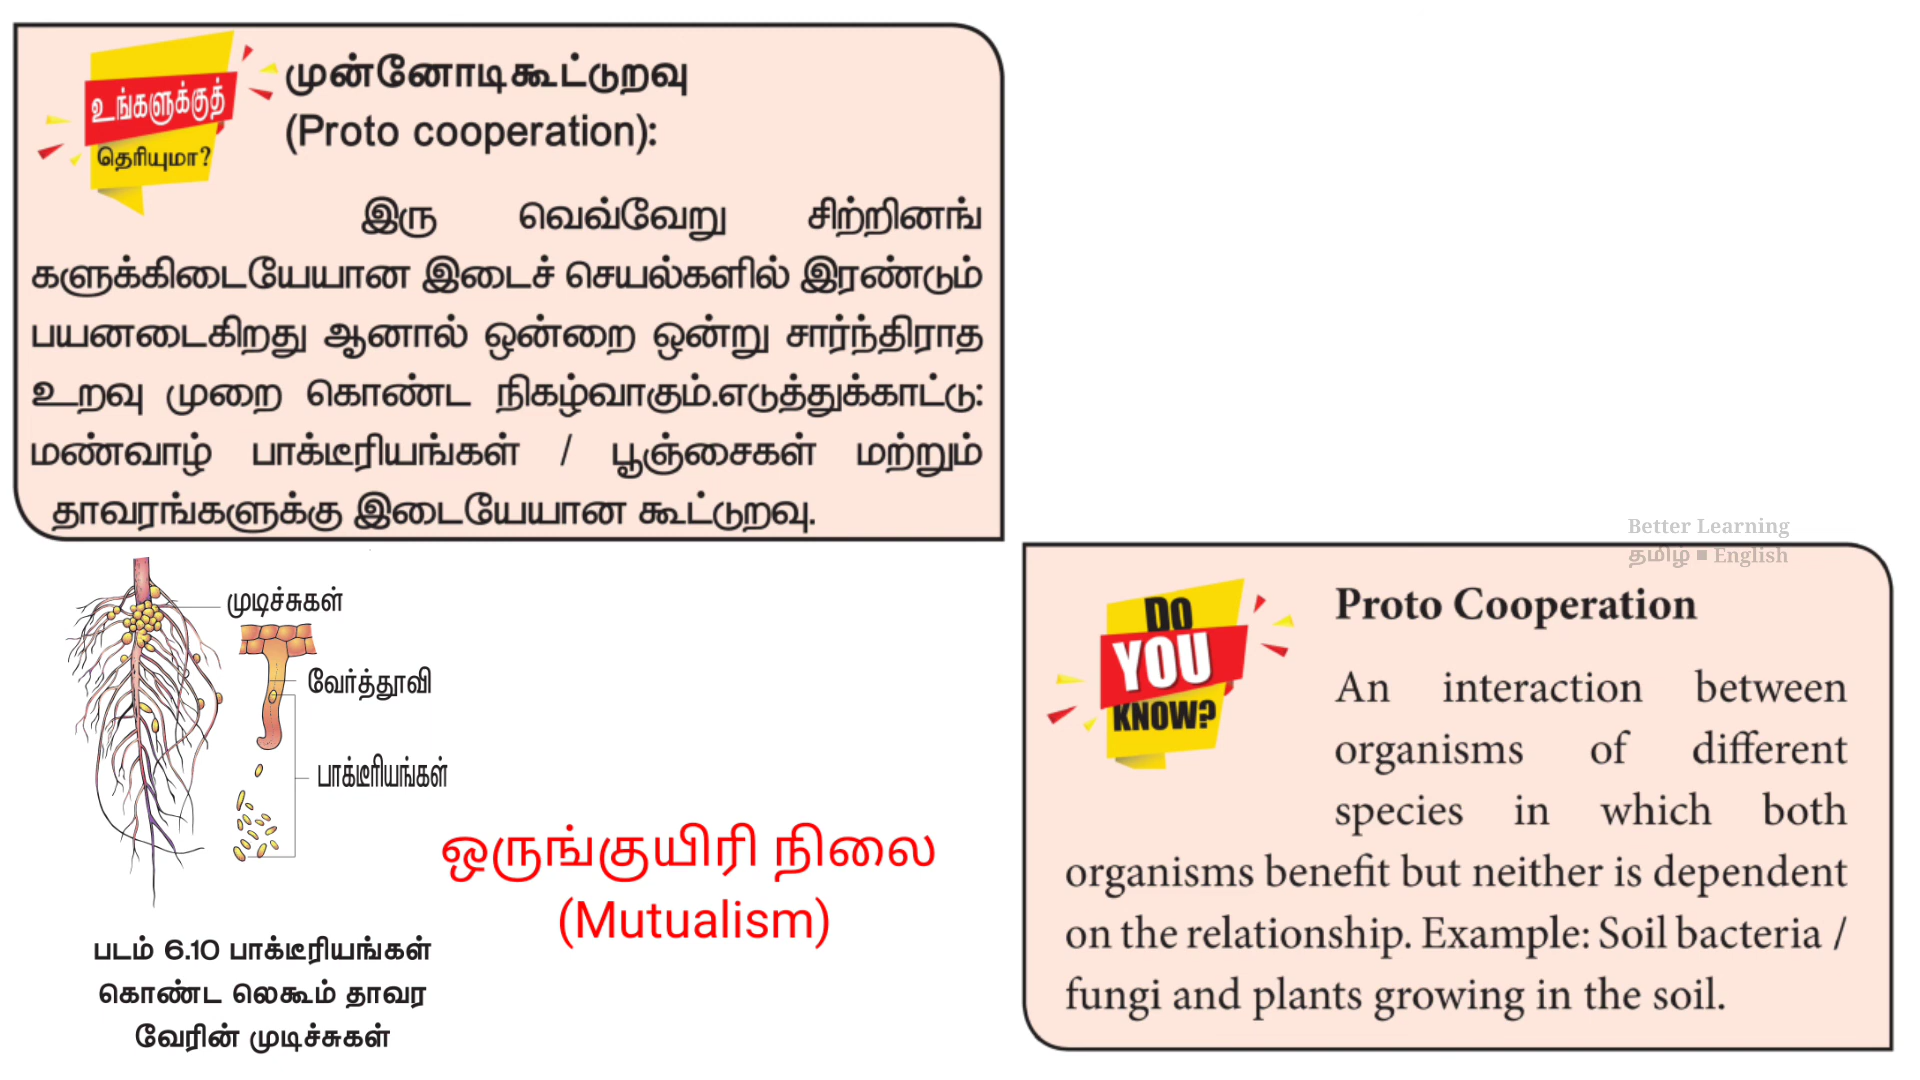 உங்களுக்குத்
தெரியுமா?
முன்னோடிகூட்டுறவு
(Proto cooperation):
இரு வெவ்வேறு சிற்றினங்
களுக்கிடையேயான இடைச் செயல்களில் இரண்டும்
பயனடைகிறது ஆனால் ஒன்றை ஒன்று சார்ந்திராத
உறவு முறை கொண்ட நிகழ்வாகும்.எடுத்துக்காட்டு:
மண்வாழ் பாக்டீரியங்கள் / பூஞ்சைகள் மற்றும்
தாவரங்களுக்கு இடையேயான கூட்டுறவு.
முடிச்சுகள்
வேர்த்தூவி
பாக்டீரியங்கள்
படம் 6.10 பாக்டீரியங்கள்
கொண்ட லெகூம் தாவர
வேரின் முடிச்சுகள்
ஒருங்குயிரி நிலை
(Mutualism)
Better Learning
தமிழ் ■ English
DO
YOU
KNOW?
Proto Cooperation
An interaction between
organisms of different
species in which both
organisms benefit but neither is dependent
on the relationship. Example: Soil bacteria /
fungi and plants growing in the soil.